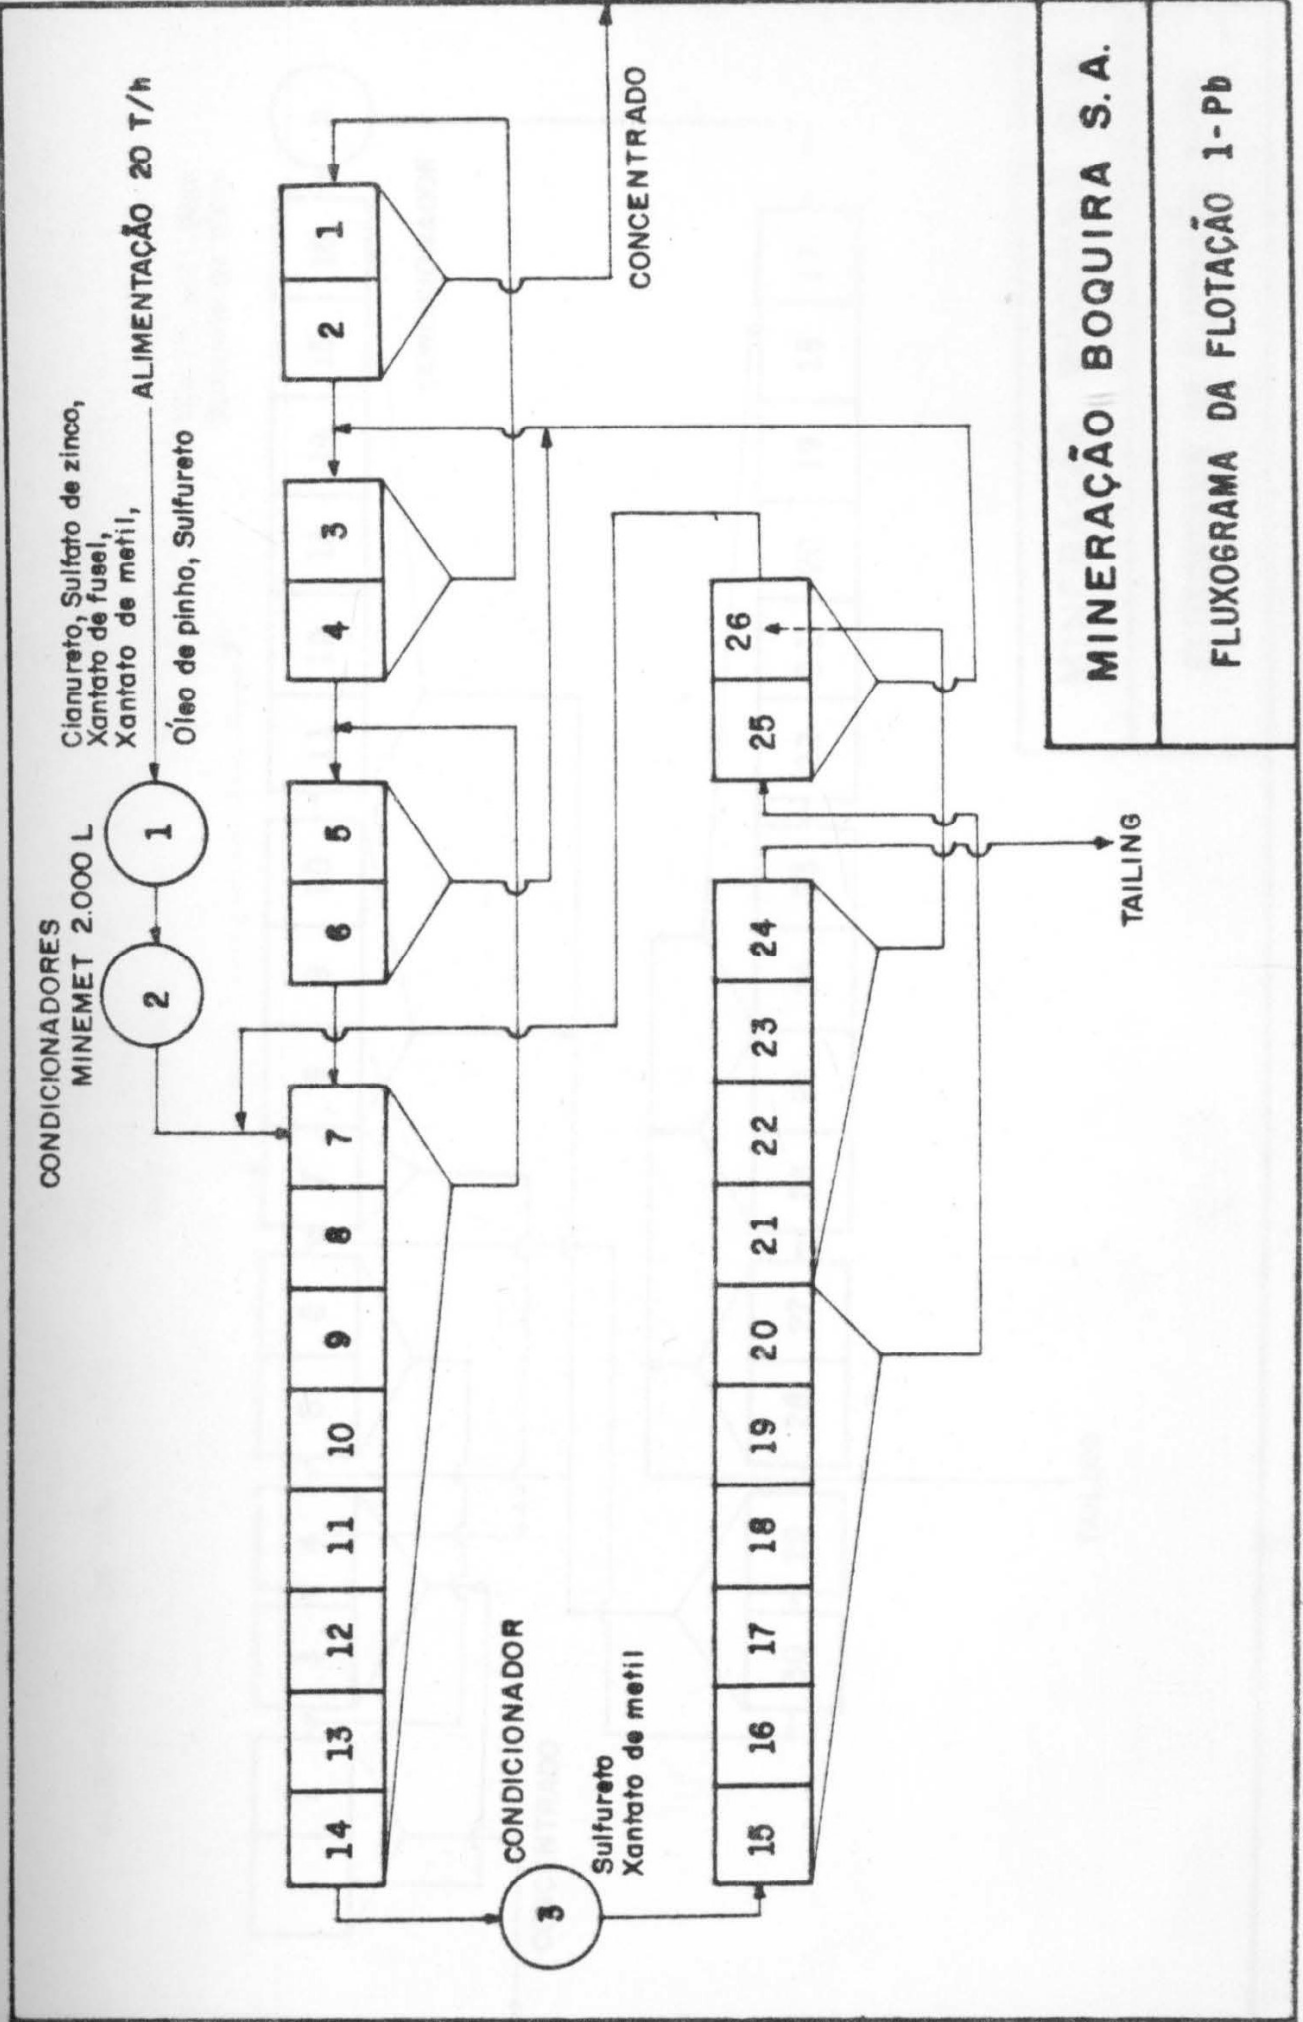 CONDICIONADORES
MINEMET 2.000 L
Cianureto, Sulfato de zinco,
Xantato de fusel,
Xantato de metil,
ALIMENTAÇÃO 20 T/h
Óleo de pinho, Sulfureto
2
1
14
13
12
11
10
9
8
7
6
5
4
3
2
1
CONDICIONADOR
3
Sulfureto
Xantato de metil
CONCENTRADO
15
16
17
18
19
20
21
22
23
24
25
26
TAILING
MINERAÇÃO BOQUIRA S.A.
FLUXOGRAMA DA FLOTAÇÃO 1-Pb